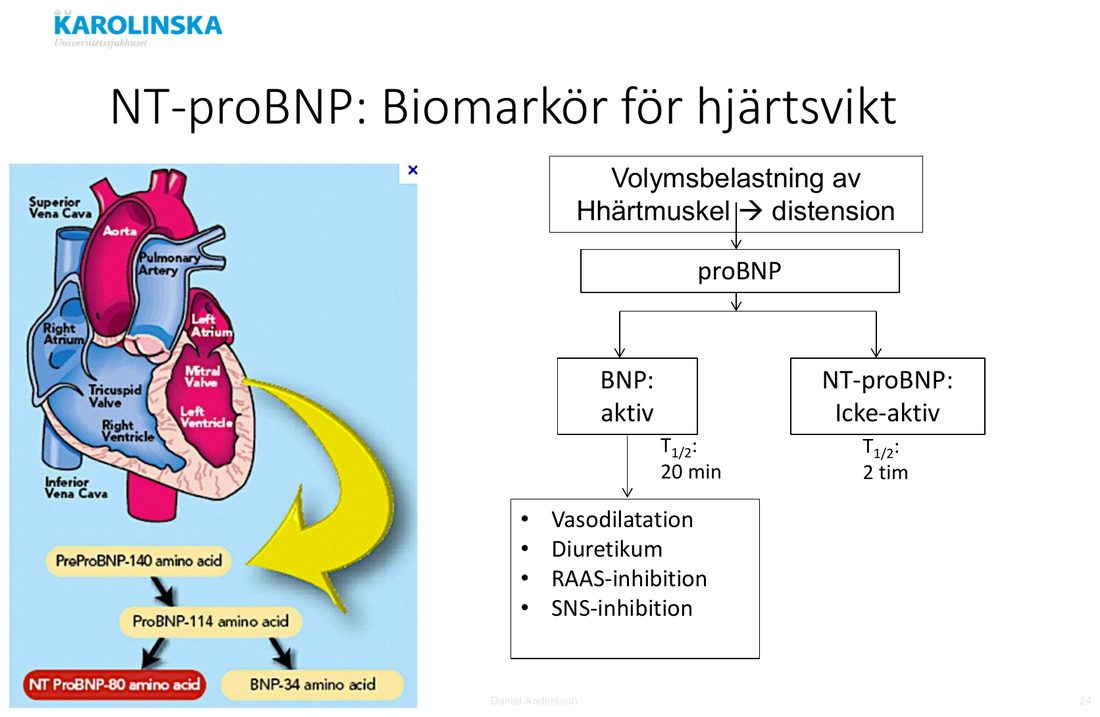 KAROLINSKA
Universitetssjukhuset
NT-proBNP: Biomarkör för hjärtsvikt
Superior
Vena Cava
Aorta
Pulmonary
Artery
Right
Atrium
Left
Atrium
Mitral
Valve
Tricuspid
Valve
Left
Ventricle
Right
Ventricle
Inferior
Vena Cava
PreProBNP-140 amino acid
ProBNP-114 amino acid
NT ProBNP-80 amino acid
BNP-34 amino acid
Volymsbelastning av
Hhärtmuskel → distension
proBNP
BNP:
aktiv
NT-proBNP:
Icke-aktiv
T1/2:
20 min
T1/2:
2 tim
• Vasodilatation
• Diuretikum
• RAAS-inhibition
• SNS-inhibition
Daniel Andersson
24